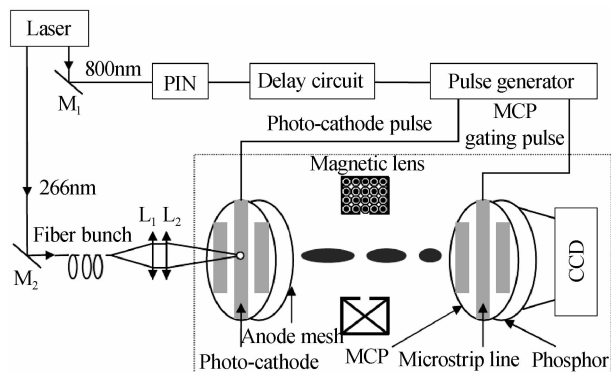 Laser
800nm
M1
PIN
Delay circuit
Pulse generator
Photo-cathode pulse
MCP
gating pulse
Magnetic lens
266nm
L1 L2
Fiber bunch
M2
CCD
Anode mesh
Photo-cathode
MCP
Microstrip line
Phosphor